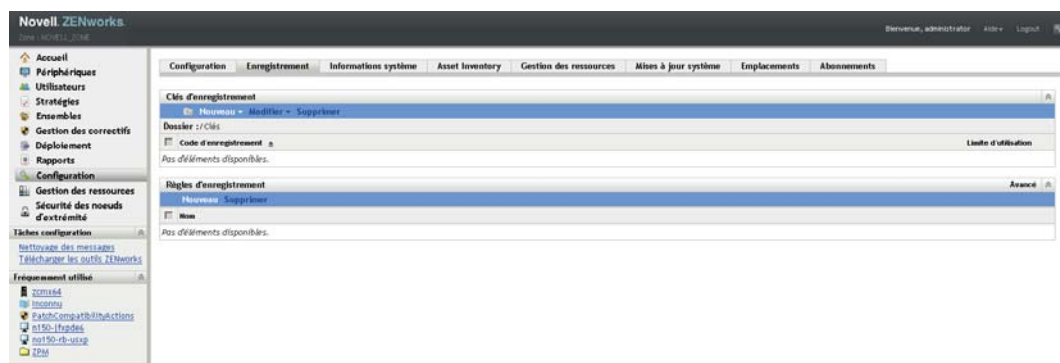 Novell ZENworks.
Zone : NOVELL_ZONE
Bienvenue, administrator Aide Logout
Accueil
Périphériques
Utilisateurs
Stratégies
Ensembles
Gestion des correctifs
Déploiement
Rapports
Configuration
Gestion des ressources
Sécurité des noeuds
d'extrémité
Tâches configuration
Nettoyage des messages
Télécharger les outils ZENworks
Fréquemment utilisé
zcmx64
Inconnu
PatchCompatibilityActions
n150-jfxpde6
no150-rb-usxp
ZPM
Configuration Enregistrement Informations système Asset Inventory Gestion des ressources Mises à jour système Emplacements Abonnements
Clés d'enregistrement
Nouveau Modifier Supprimer
Dossier :/Clés
Code d'enregistrement Limite d'utilisation
Pas d'éléments disponibles.
Règles d'enregistrement Avancé
Nouveau Supprimer
Nom
Pas d'éléments disponibles.